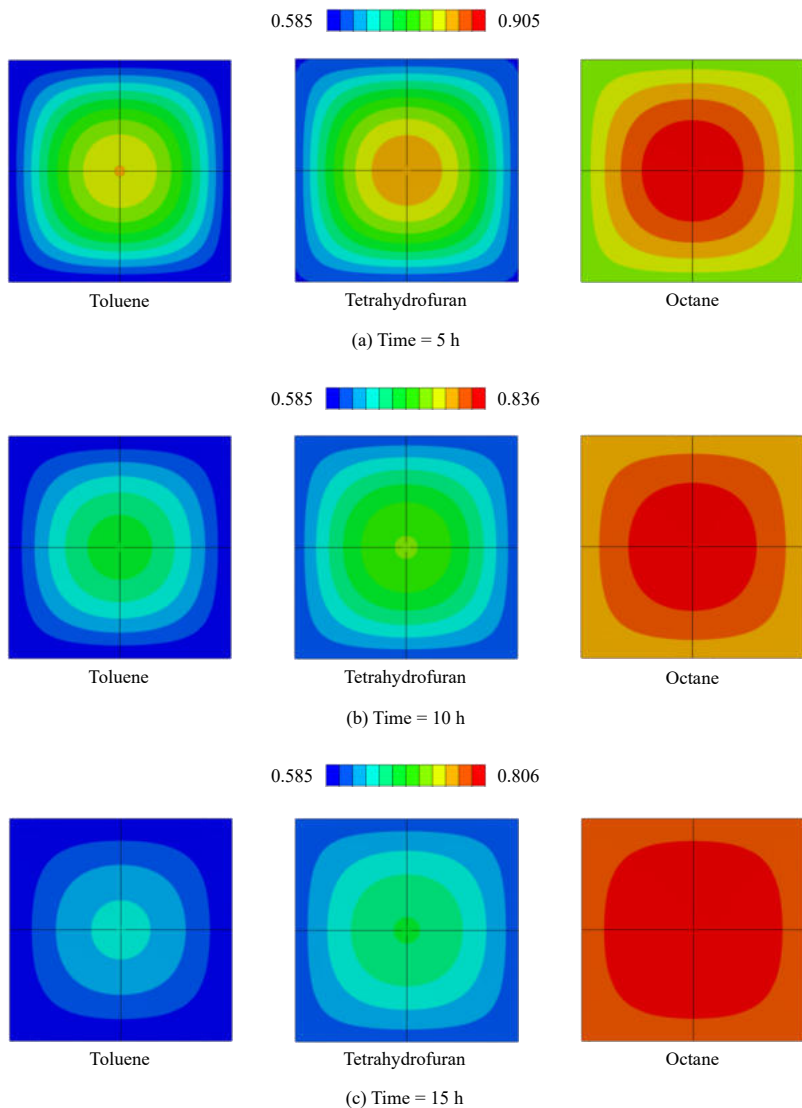 0.585 0.905
Toluene Tetrahydrofuran Octane
(a) Time = 5 h
0.585 0.836
Toluene Tetrahydrofuran Octane
(b) Time = 10 h
0.585 0.806
Toluene Tetrahydrofuran Octane
(c) Time = 15 h